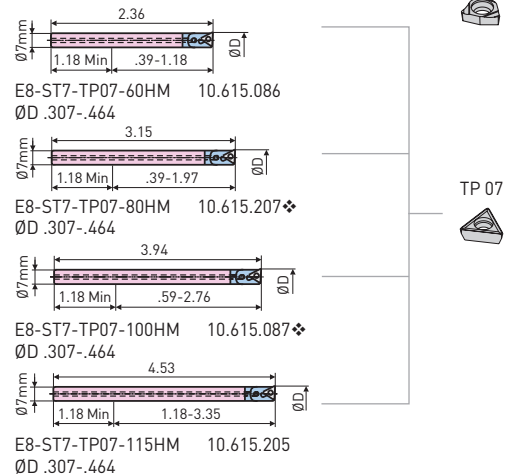 2.36
Ø7mm
ØD
1.18 Min
.39-1.18
E8-ST7-TP07-60HM 10.615.086
ØD .307-.464
3.15
Ø7mm
ØD
1.18 Min
.39-1.97
TP 07
E8-ST7-TP07-80HM 10.615.207❖
ØD .307-.464
3.94
Ø7mm
ØD
1.18 Min
.59-2.76
E8-ST7-TP07-100HM 10.615.087❖
ØD .307-.464
4.53
Ø7mm
ØD
1.18 Min
1.18-3.35
E8-ST7-TP07-115HM 10.615.205
ØD .307-.464